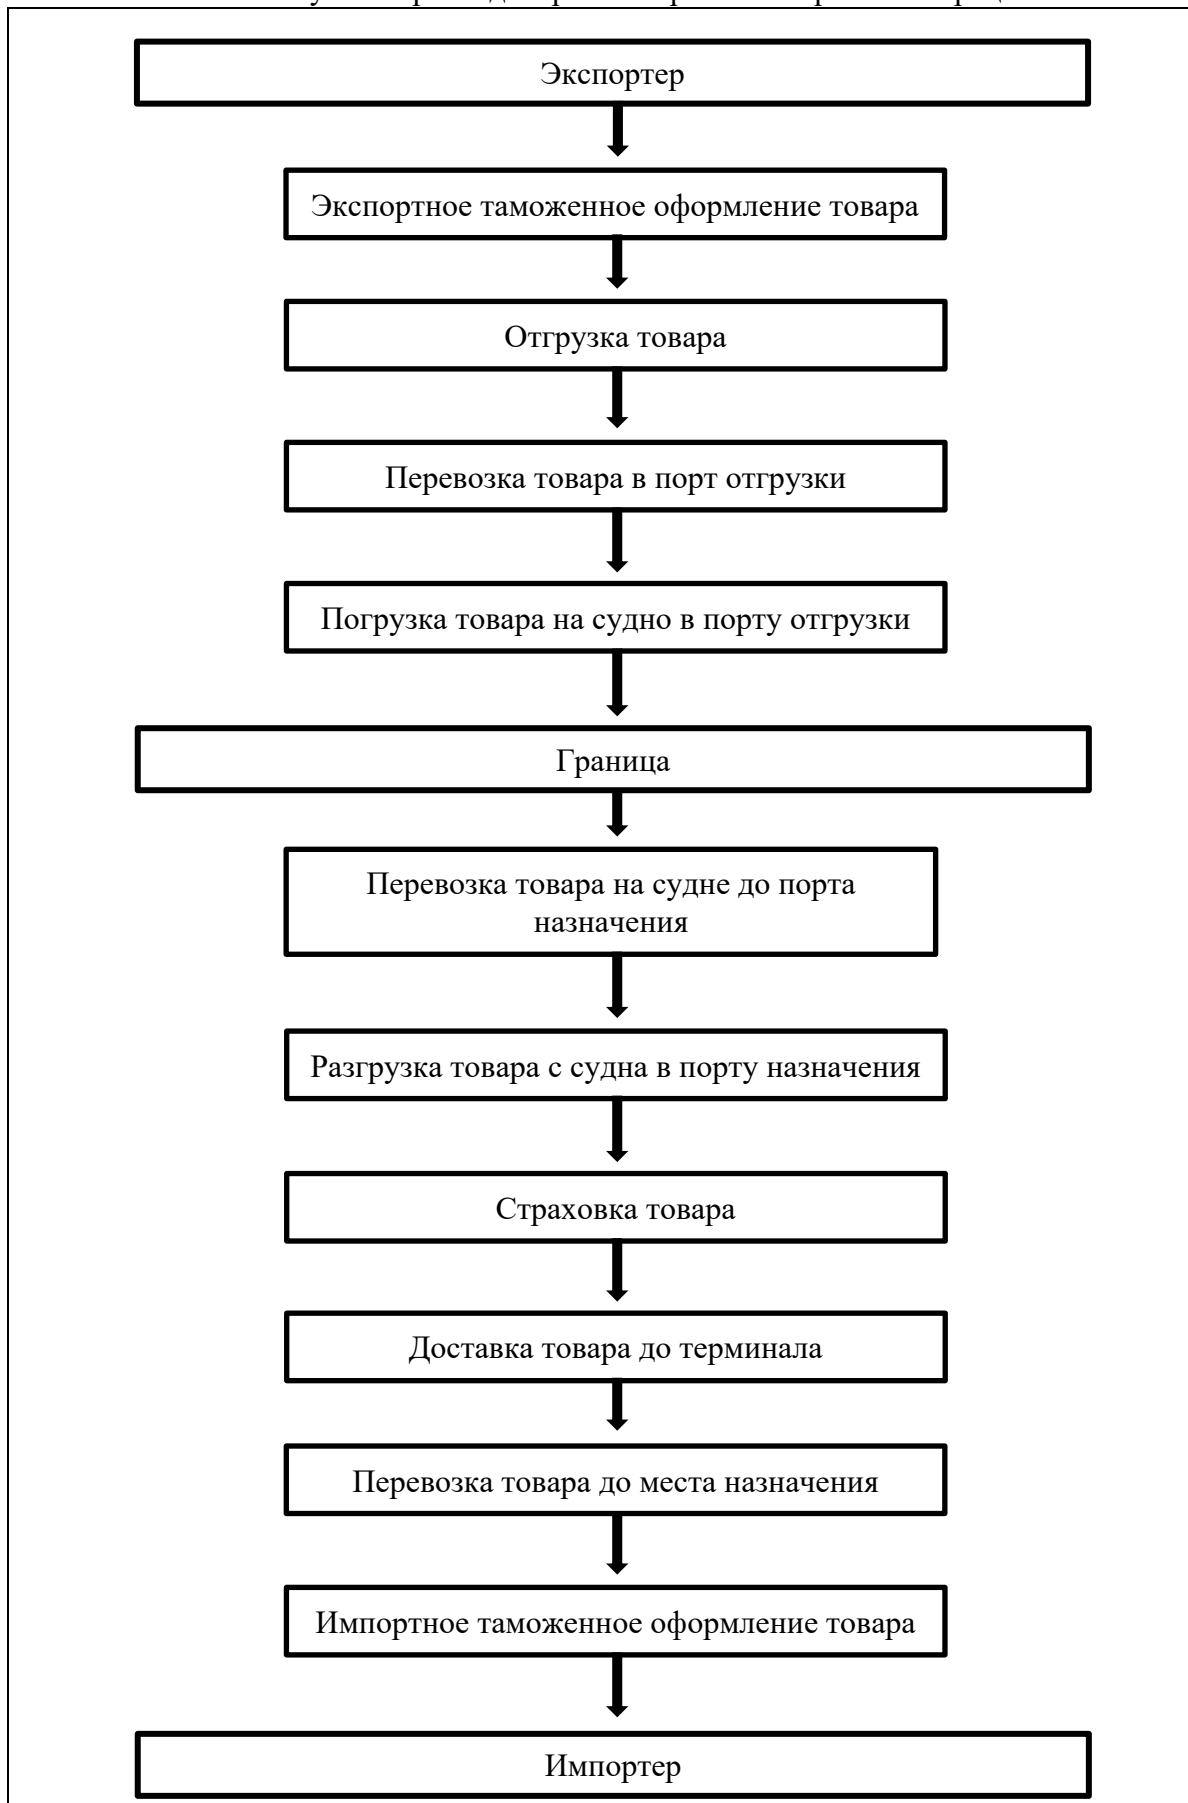 Экспортер
Экспортное таможенное оформление товара
Отгрузка товара
Перевозка товара в порт отгрузки
Погрузка товара на судно в порту отгрузки
Граница
Перевозка товара на судне до порта
назначения
Разгрузка товара с судна в порту назначения
Страховка товара
Доставка товара до терминала
Перевозка товара до места назначения
Импортное таможенное оформление товара
Импортер